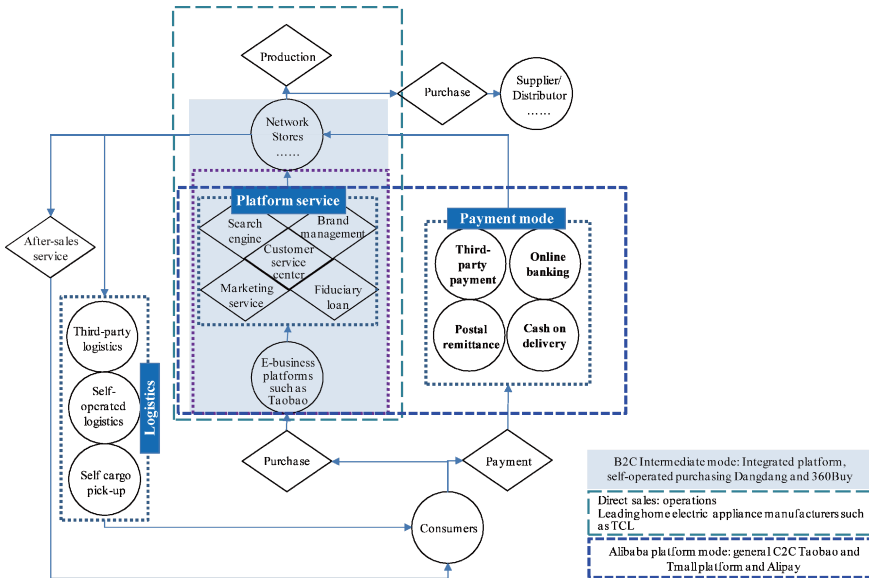 Production
Purchase
Supplier/
Distributor
......
Network
Stores
......
Platform service
Search
engine
Brand
management
Customer
service
center
Marketing
service
Fiduciary
loan
E-business
platforms
such as
Taobao
Payment mode
Third-
party
payment
Online
banking
Postal
remittance
Cash on
delivery
After-sales
service
Third-party
logistics
Self-
operated
logistics
Self cargo
pick-up
Logistics
Purchase
Payment
Consumers
B2C Intermediate mode: Integrated platform,
self-operated purchasing Dangdang and 360Buy
Direct sales: operations
Leading home electric appliance manufacturers such
as TCL
Alibaba platform mode: general C2C Taobao and
Tmall platform and Alipay